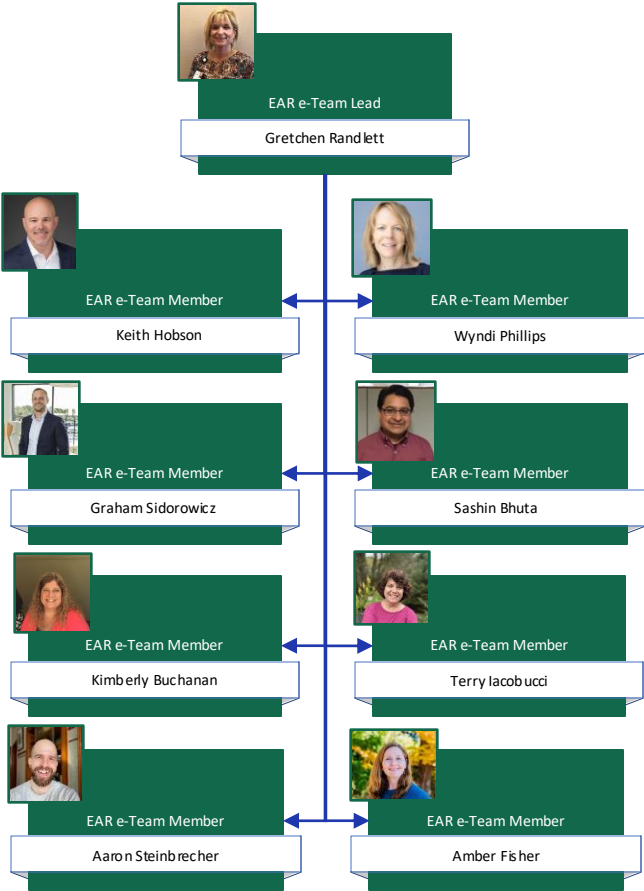 EAR e-Team Lead
Gretchen Randlett
EAR e-Team Member
Keith Hobson
EAR e-Team Member
Wyndi Phillips
EAR e-Team Member
Graham Sidorowicz
EAR e-Team Member
Sashin Bhuta
EAR e-Team Member
Kimberly Buchanan
EAR e-Team Member
Terry Iacobucci
EAR e-Team Member
Aaron Steinbrecher
EAR e-Team Member
Amber Fisher